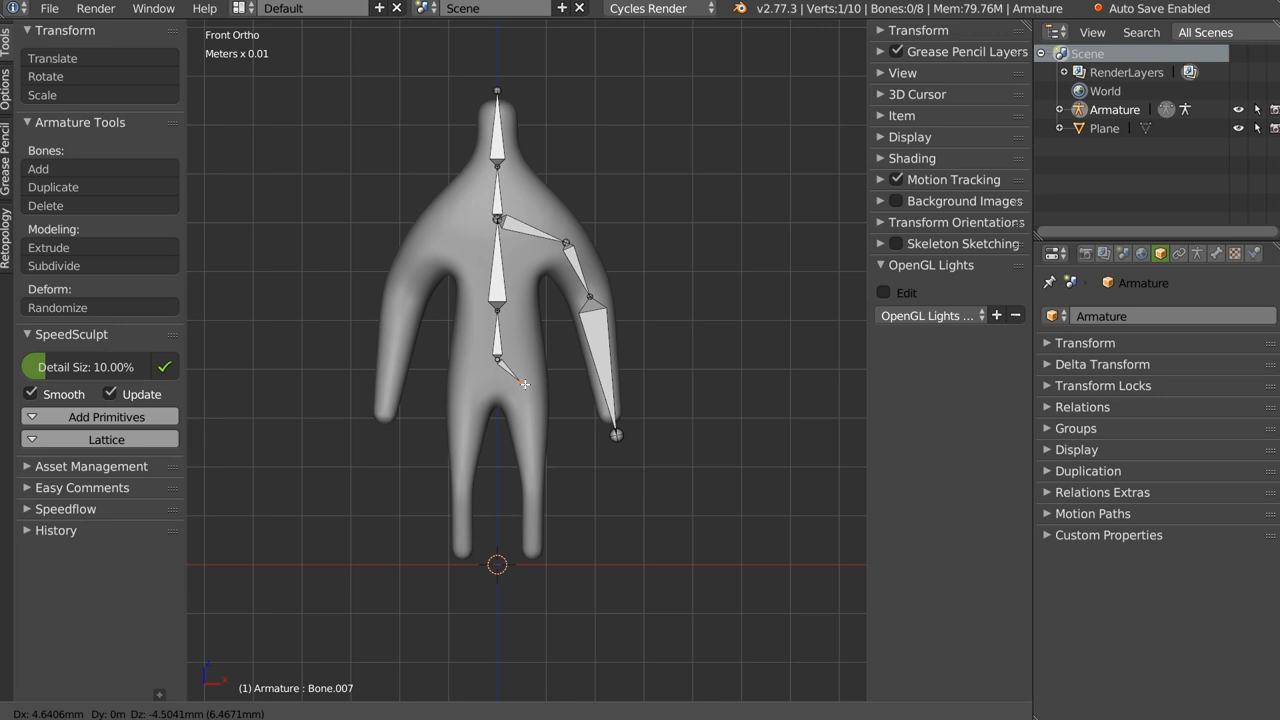 File Render Window Help Default Scene Cycles Render v2.77.3 | Verts:1/10 | Bones:0/8 | Mem:79.76M | Armature Auto Save Enabled
Tools
Options
Grease Pencil
Retopology
Transform
Translate
Rotate
Scale
Armature Tools
Bones:
Add
Duplicate
Delete
Modeling:
Extrude
Subdivide
Deform:
Randomize
SpeedSculpt
Detail Siz: 10.00%
Smooth Update
Add Primitives
Lattice
Asset Management
Easy Comments
Speedflow
History
Front Ortho
Meters x 0.01
(1) Armature : Bone.007
Dx: 4.6406mm Dy: 0m Dz: -4.5041mm (6.4671mm)
Transform
Grease Pencil Layers
View
3D Cursor
Item
Display
Shading
Motion Tracking
Background Images
Transform Orientations
Skeleton Sketching
OpenGL Lights
Edit
OpenGL Lights ...
View Search All Scenes
Scene
RenderLayers
World
Armature
Plane
Armature
Armature
Transform
Delta Transform
Transform Locks
Relations
Groups
Display
Duplication
Relations Extras
Motion Paths
Custom Properties